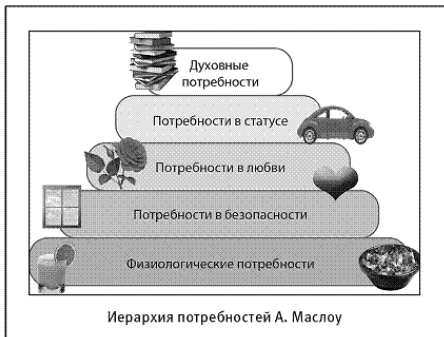 Духовные
потребности
Потребности в статусе
Потребности в любви
Потребности в безопасности
Физиологические потребности
Иерархия потребностей А. Маслоу